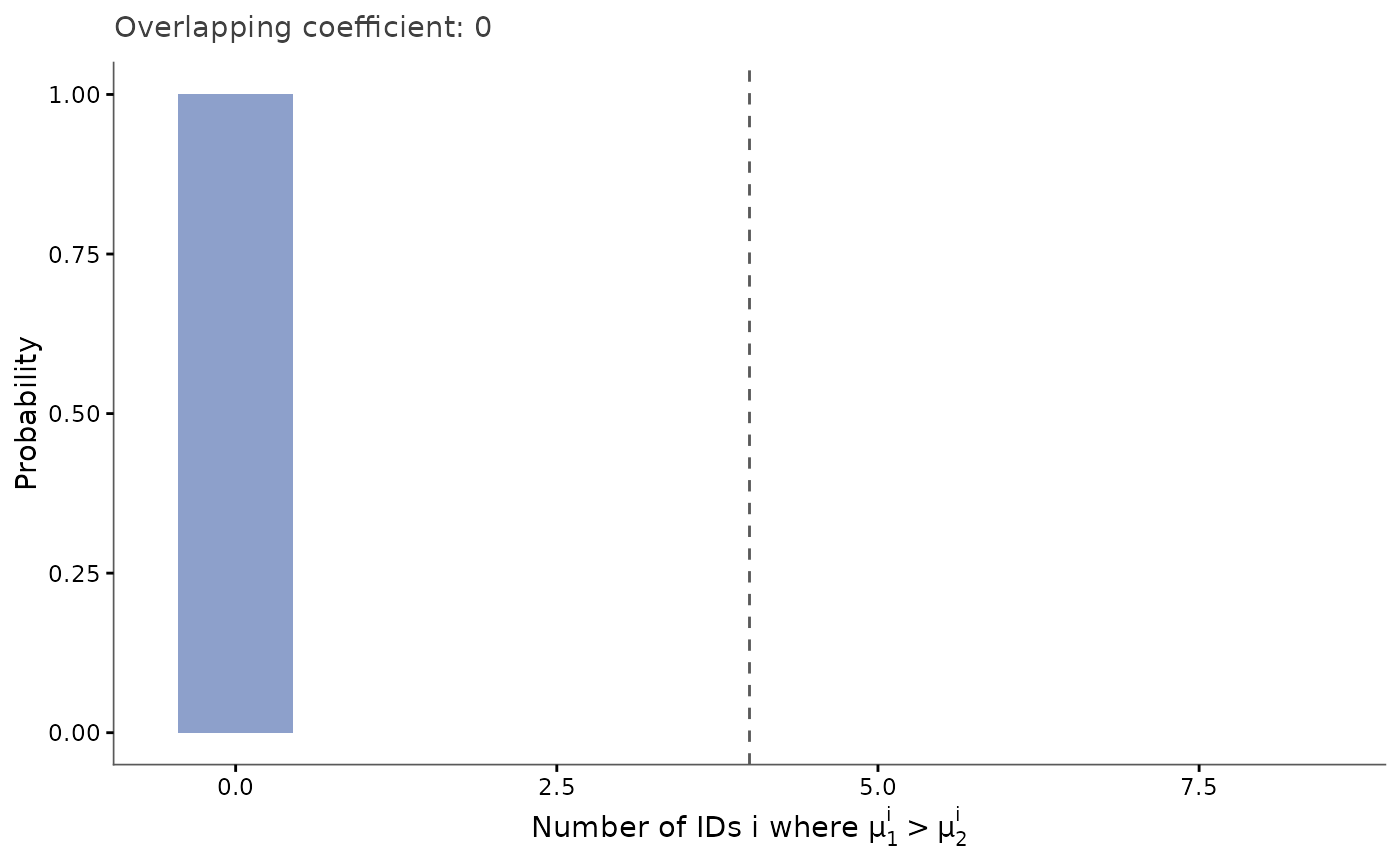 Overlapping coefficient: 0
1.00
0.75
0.50
0.25
0.00
Probability
0.0 2.5 5.0 7.5
Number of IDs i where μ₁ⁱ > μ₂ⁱ